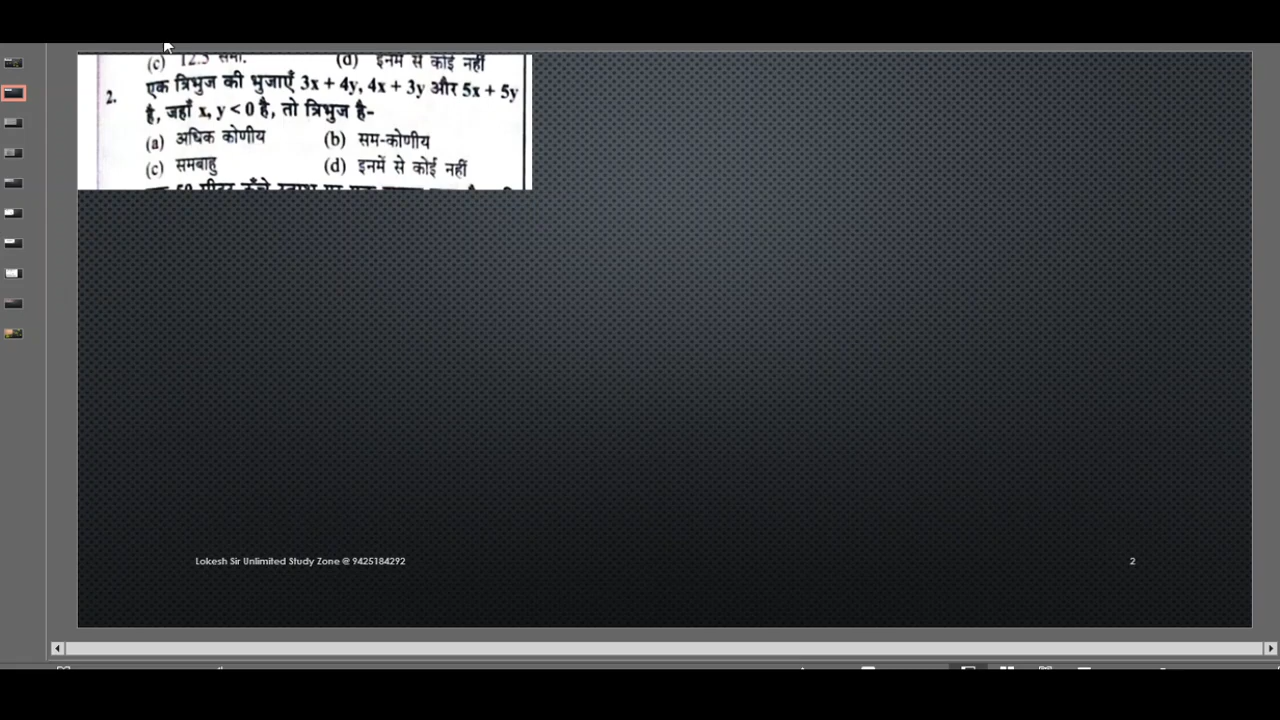 (c) 12.5 सेमी. (d) इनमें से कोई नहीं
2. एक त्रिभुज की भुजाएँ 3x + 4y, 4x + 3y और 5x + 5y
है, जहाँ x, y < 0 है, तो त्रिभुज है-
(a) अधिक कोणीय (b) सम-कोणीय
(c) समबाहु (d) इनमें से कोई नहीं
Lokesh Sir Unlimited Study Zone @ 9425184292 2